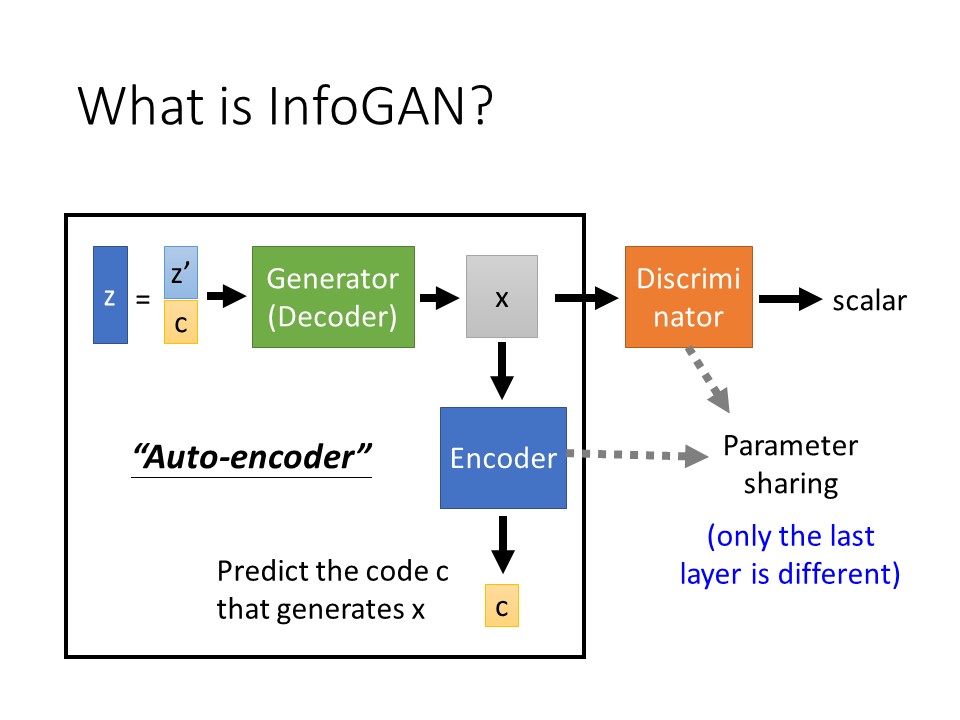 What is InfoGAN?
z
=
z’
c
Generator
(Decoder)
x
Discrimi
nator
scalar
“Auto-encoder”
Encoder
Parameter
sharing
(only the last
layer is different)
Predict the code c
that generates x
c